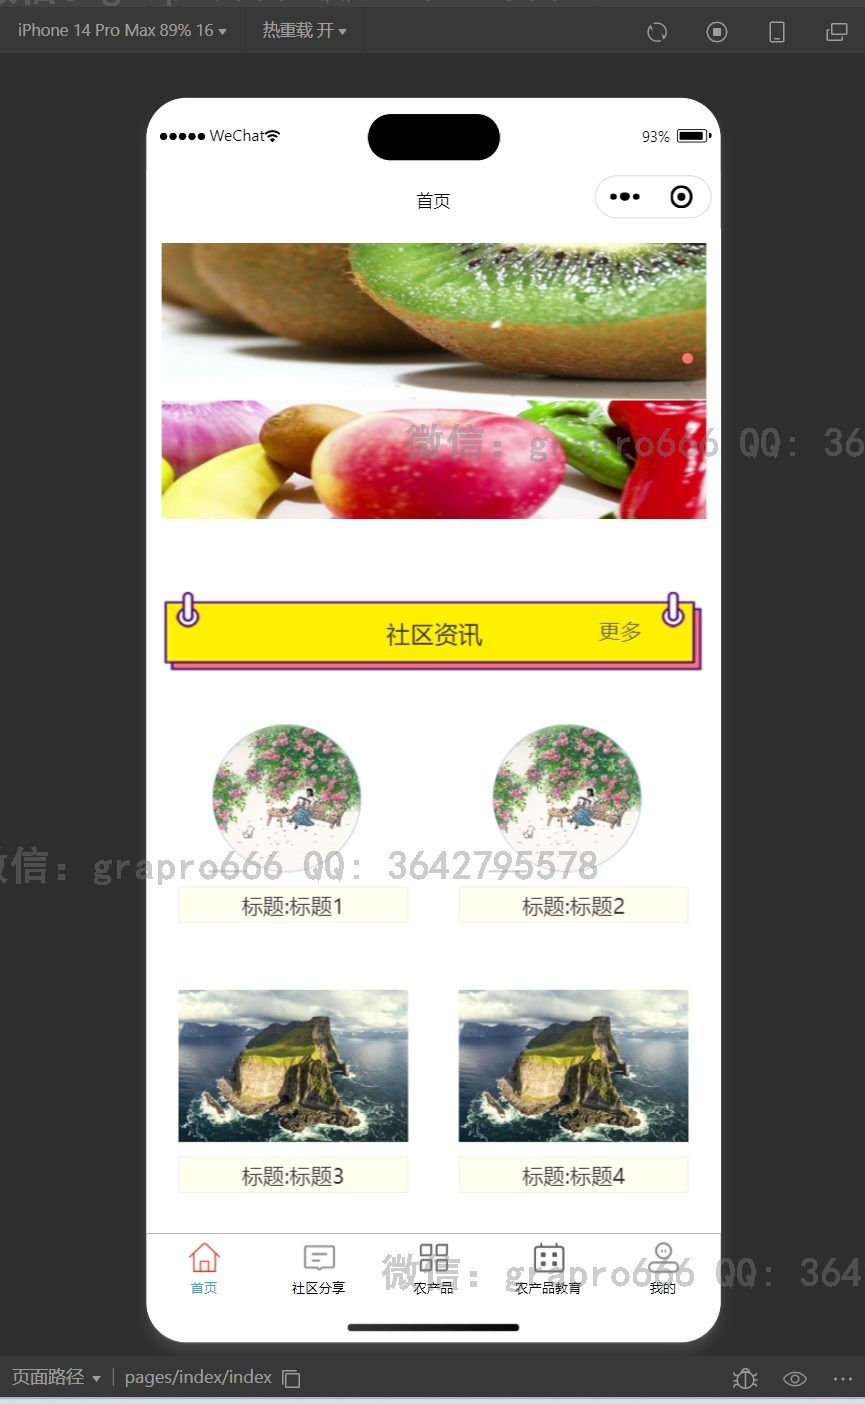 iPhone 14 Pro Max 89% 16 热重载 开
WeChat 93%
首页
微信: grapro666 QQ: 364
社区资讯 更多
微信: grapro666 QQ: 3642795578
标题:标题1 标题:标题2
标题:标题3 标题:标题4
微信: grapro666 QQ: 364
首页 社区分享 农产品 农产品教育 我的
页面路径 pages/index/index